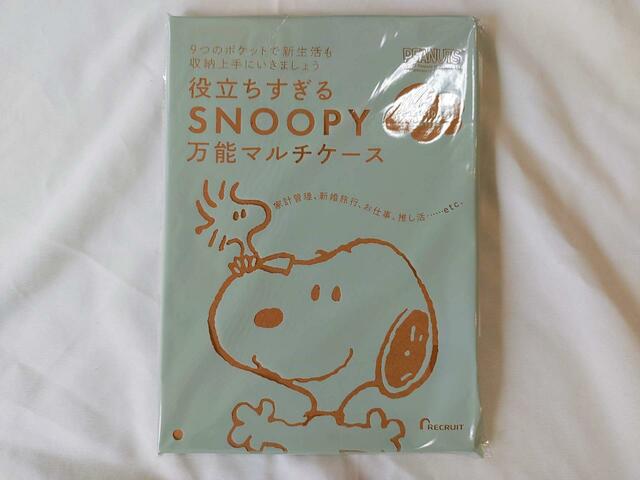 9つのポケットで新生活も
収納上手にいきましょう
PEANUTS
役立ちすぎる
SNOOPY
万能マルチケース
家計管理、新婚旅行、お仕事、推し活……etc.
RECRUIT